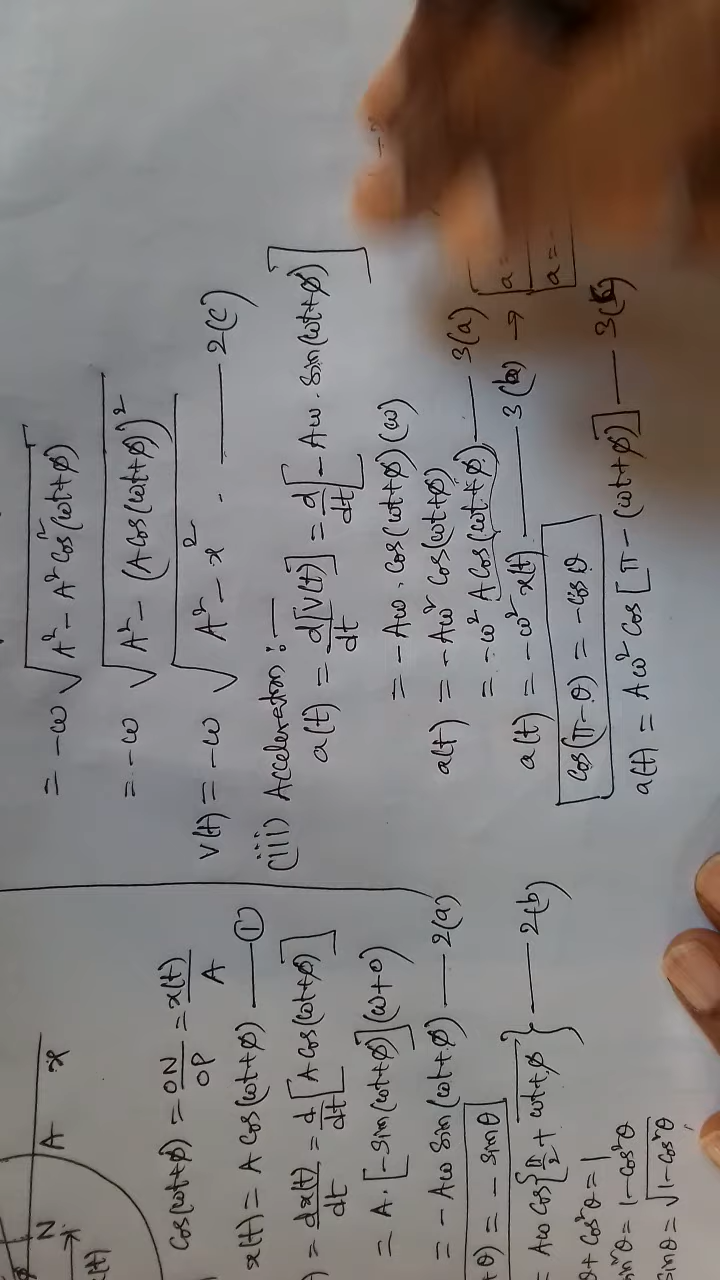 A x
N
(t)
cos(ωt+φ) = ON/OP = x(t)/A
x(t) = A cos(ωt+φ) — ①
) = dx(t)/dt = d/dt [A cos(ωt+φ)]
= A.[-sin(ωt+φ)](ω+0)
= -Aω sin(ωt+φ) — 2(a)
+θ) = -sinθ
= Aω cos{π/2 + ωt+φ} — 2(b)
θ + cos²θ = 1
sin²θ = 1-cos²θ
sinθ = √1-cos²θ
= -ω √A² - A² cos²(ωt+φ)
= -ω √A² - (A cos(ωt+φ))²
v(t) = -ω √A² - x² . — 2(c)
(iii) Acceleration :—
a(t) = d[v(t)]/dt = d/dt [-Aω . sin(ωt+φ)]
= -Aω . cos(ωt+φ)(ω)
a(t) = -Aω² cos(ωt+φ)
= -ω² A cos(ωt+φ) — 3(a)
a(t) = -ω² x(t) — 3(b) → a=
a=-
cos(π-θ) = -cosθ
a(t) = Aω² cos[π - (ωt+φ)] —